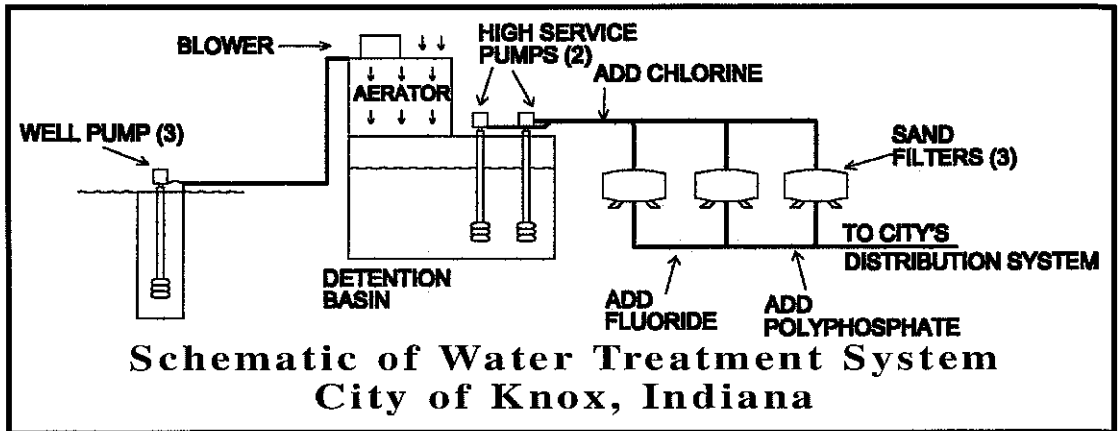 BLOWER
HIGH SERVICE
PUMPS (2)
ADD CHLORINE
AERATOR
WELL PUMP (3)
SAND
FILTERS (3)
TO CITY'S
DISTRIBUTION SYSTEM
DETENTION
BASIN
ADD
FLUORIDE
ADD
POLYPHOSPHATE
Schematic of Water Treatment System
City of Knox, Indiana